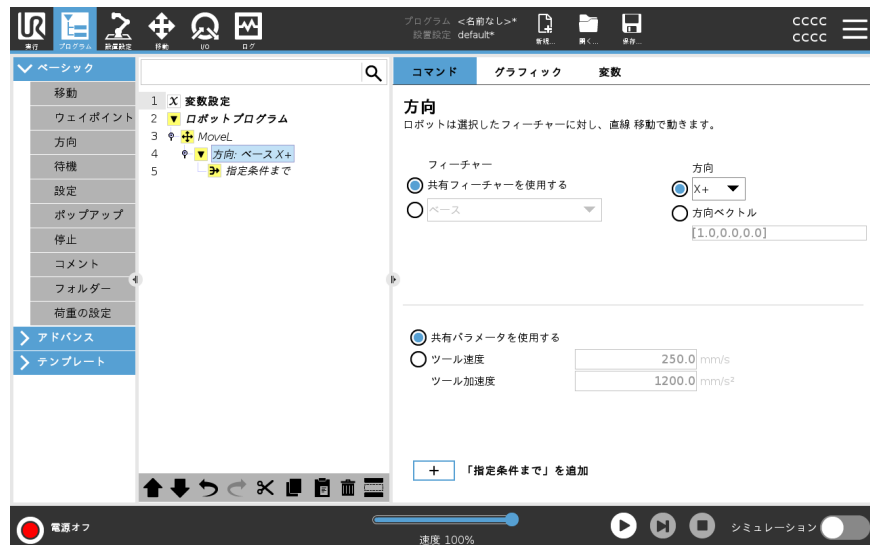 UR
実行
プログラム
設置設定
移動
I/O
ログ
プログラム <名前なし>*
設置設定 default*
新規...
開く...
保存...
cccc
cccc
ベーシック
移動
ウェイポイント
方向
待機
設定
ポップアップ
停止
コメント
フォルダー
荷重の設定
アドバンス
テンプレート
1 X 変数設定
2 ロボットプログラム
3 MoveL
4 方向: ベース X+
5 指定条件まで
コマンド グラフィック 変数
方向
ロボットは選択したフィーチャーに対し、直線 移動で動きます。
フィーチャー
共有フィーチャーを使用する
ベース
方向
X+
方向ベクトル
[1.0,0.0,0.0]
共有パラメータを使用する
ツール速度 250.0 mm/s
ツール加速度 1200.0 mm/s²
+ 「指定条件まで」を追加
電源オフ
速度 100%
シミュレーション